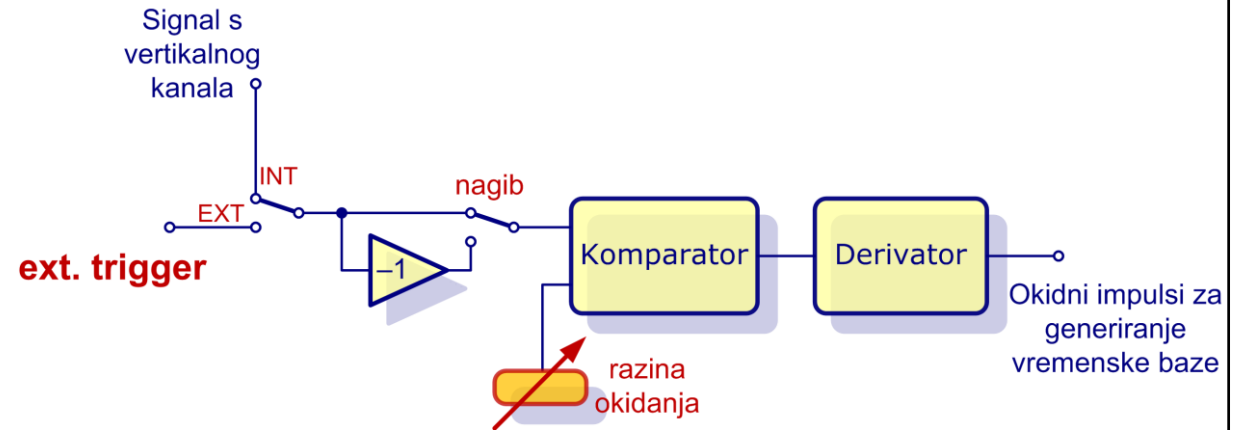 Signal s
vertikalnog
kanala
INT
EXT
ext. trigger
nagib
–1
Komparator
Derivator
razina
okidanja
Okidni impulsi za
generiranje
vremenske baze